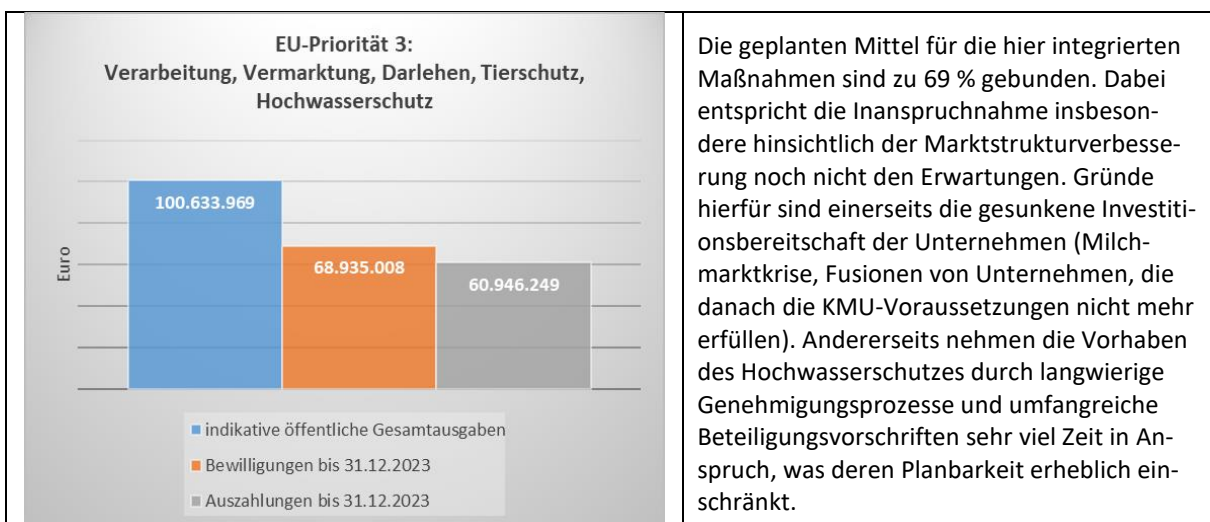 EU-Priorität 3:
Verarbeitung, Vermarktung, Darlehen, Tierschutz,
Hochwasserschutz
Euro
100.633.969
68.935.008
60.946.249
indikative öffentliche Gesamtausgaben
Bewilligungen bis 31.12.2023
Auszahlungen bis 31.12.2023
Die geplanten Mittel für die hier integrierten
Maßnahmen sind zu 69 % gebunden. Dabei
entspricht die Inanspruchnahme insbeson-
dere hinsichtlich der Marktstrukturverbesse-
rung noch nicht den Erwartungen. Gründe
hierfür sind einerseits die gesunkene Investiti-
onsbereitschaft der Unternehmen (Milch-
marktkrise, Fusionen von Unternehmen, die
danach die KMU-Voraussetzungen nicht mehr
erfüllen). Andererseits nehmen die Vorhaben
des Hochwasserschutzes durch langwierige
Genehmigungsprozesse und umfangreiche
Beteiligungsvorschriften sehr viel Zeit in An-
spruch, was deren Planbarkeit erheblich ein-
schränkt.